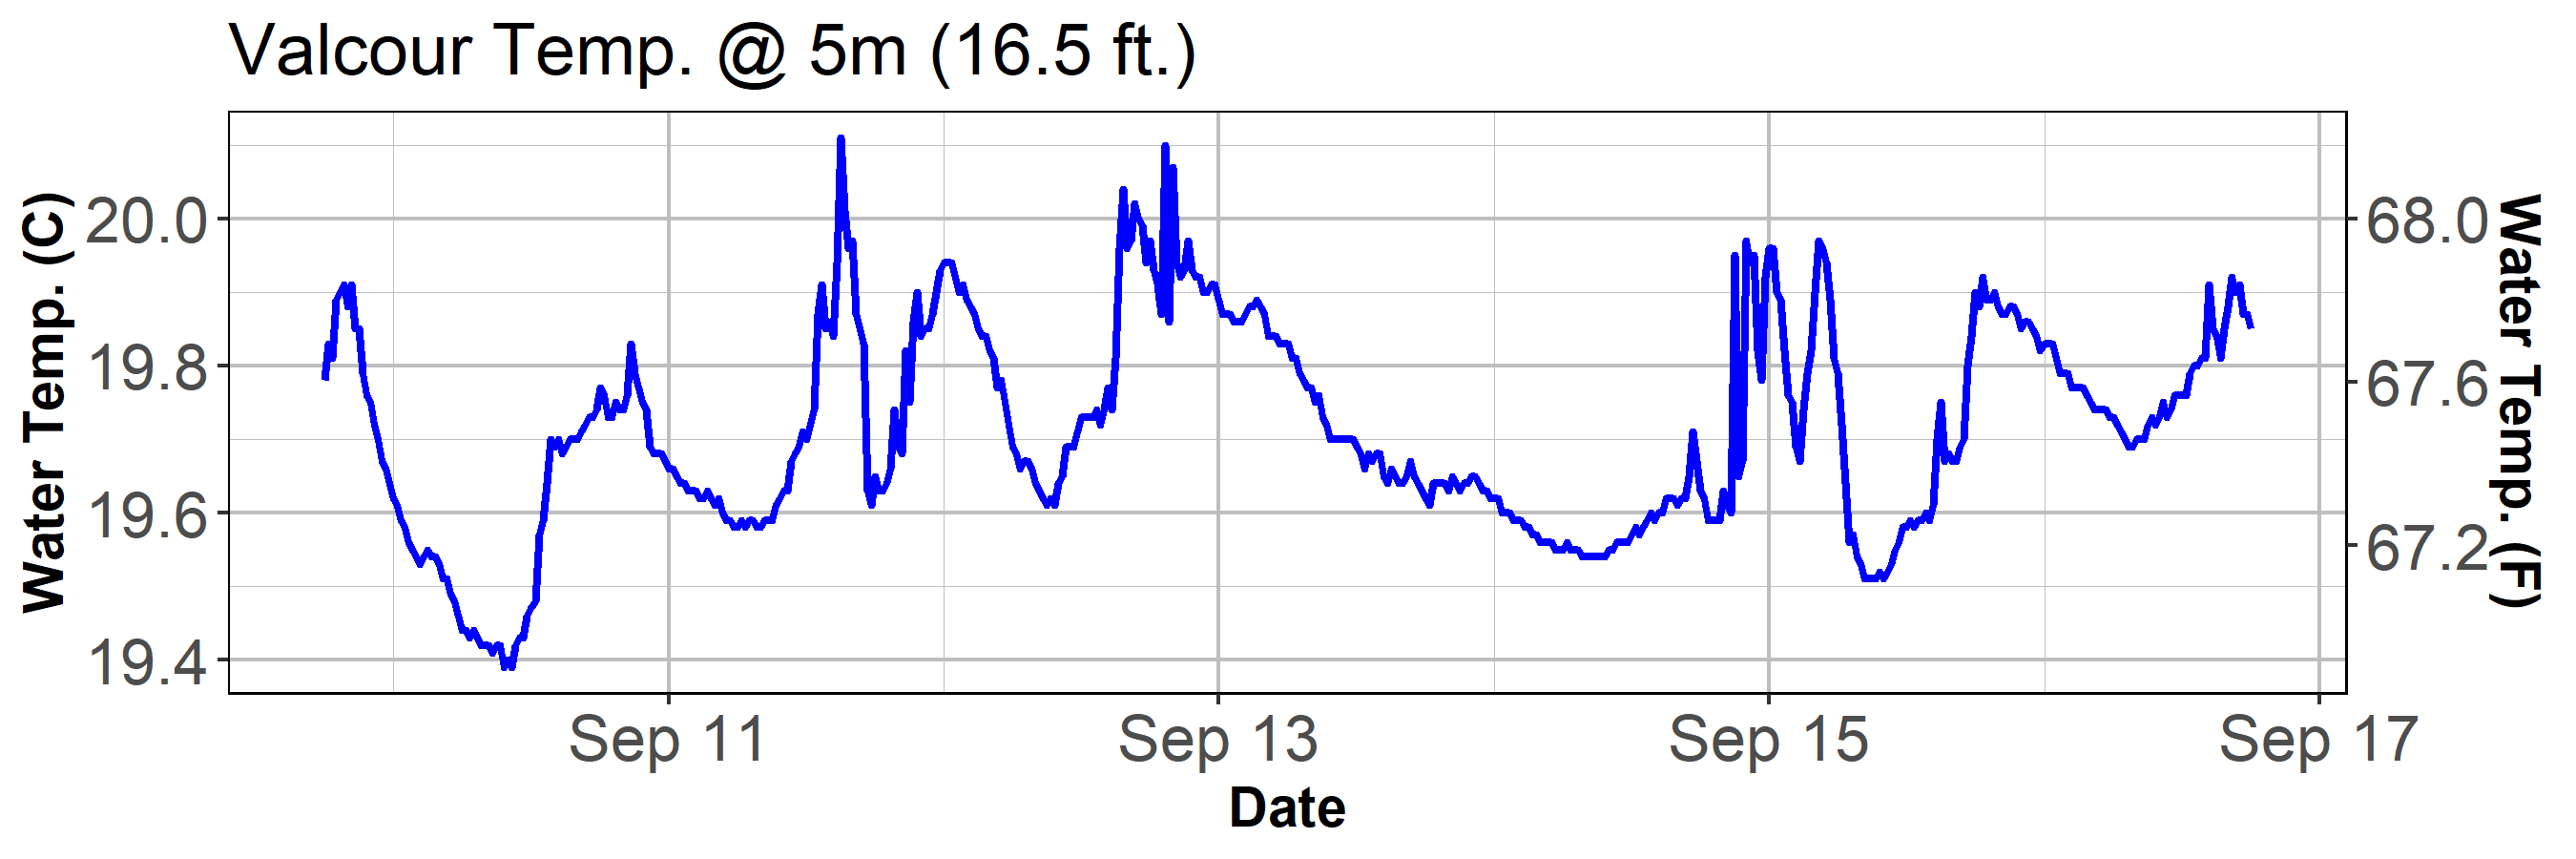 Valcour Temp. @ 5m (16.5 ft.)
Water Temp. (C)
20.0
19.8
19.6
19.4
68.0
67.6
67.2
Water Temp. (F)
Sep 11 Sep 13 Sep 15 Sep 17
Date